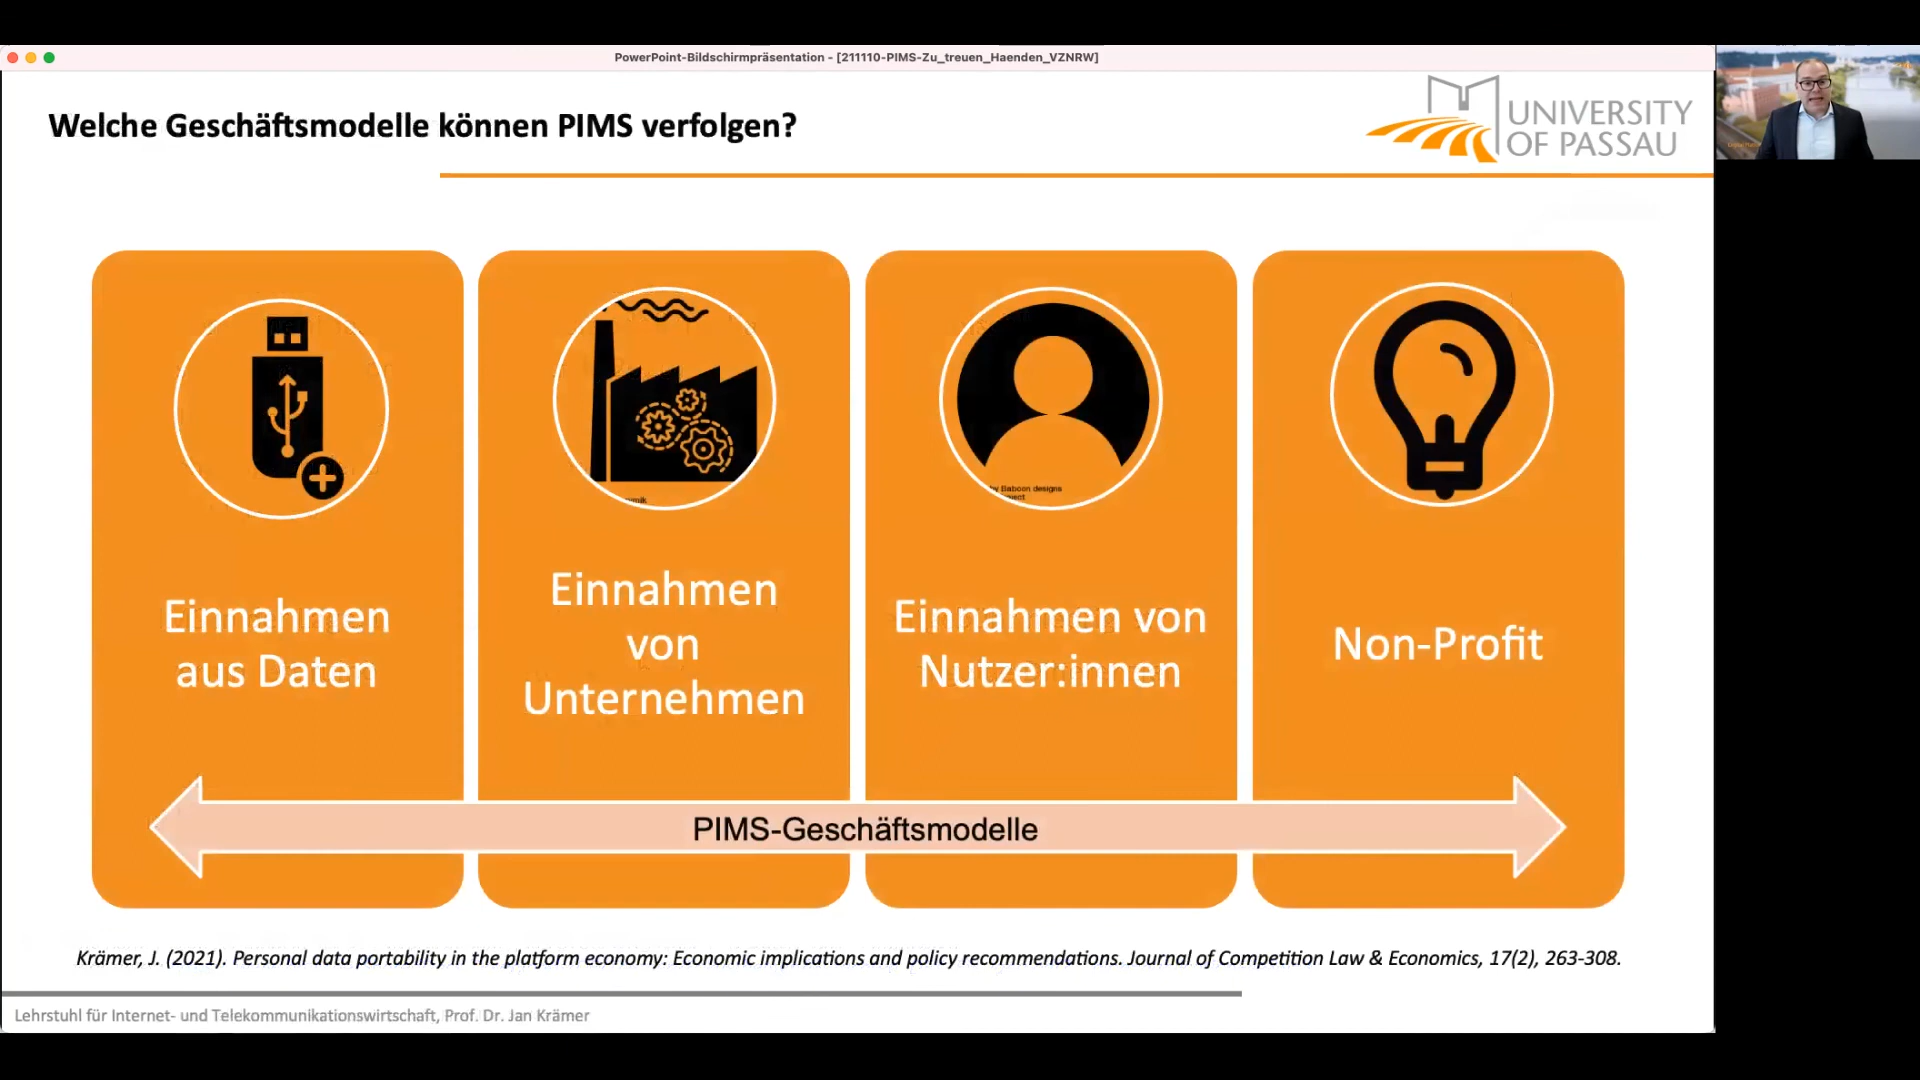 PowerPoint-Bildschirmpräsentation - [211110-PIMS-Zu_treuen_Haenden_VZNRW]
Welche Geschäftsmodelle können PIMS verfolgen?
UNIVERSITY
OF PASSAU
Einnahmen
aus Daten
Einnahmen
von
Unternehmen
by Baboon designs
Einnahmen von
Nutzer:innen
Non-Profit
PIMS-Geschäftsmodelle
Krämer, J. (2021). Personal data portability in the platform economy: Economic implications and policy recommendations. Journal of Competition Law & Economics, 17(2), 263-308.
Lehrstuhl für Internet- und Telekommunikationswirtschaft, Prof. Dr. Jan Krämer